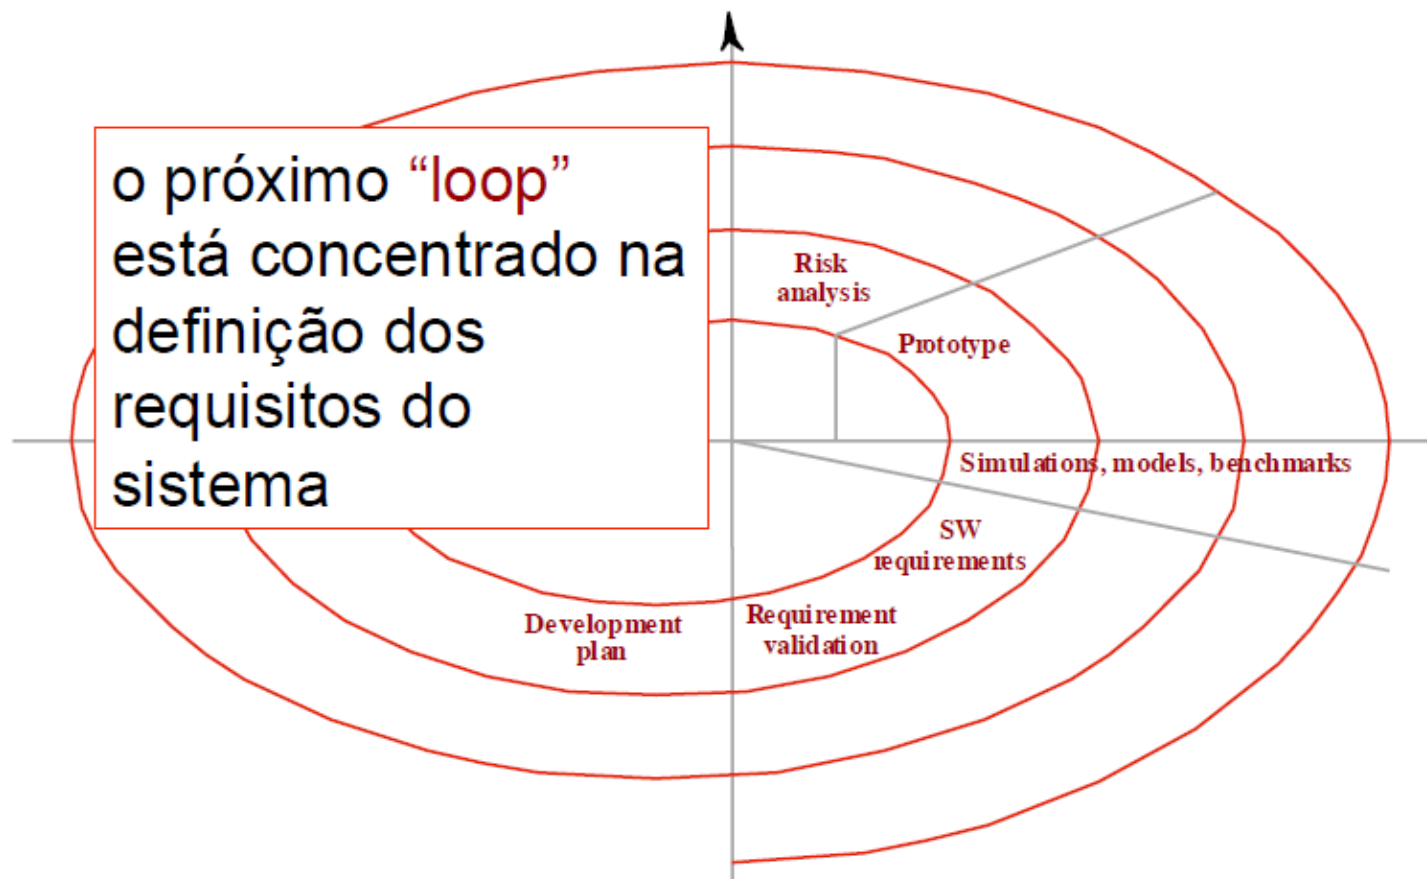 o próximo “loop”
está concentrado na
definição dos
requisitos do
sistema
Risk
analysis
Prototype
Simulations, models, benchmarks
SW
requirements
Requirement
validation
Development
plan